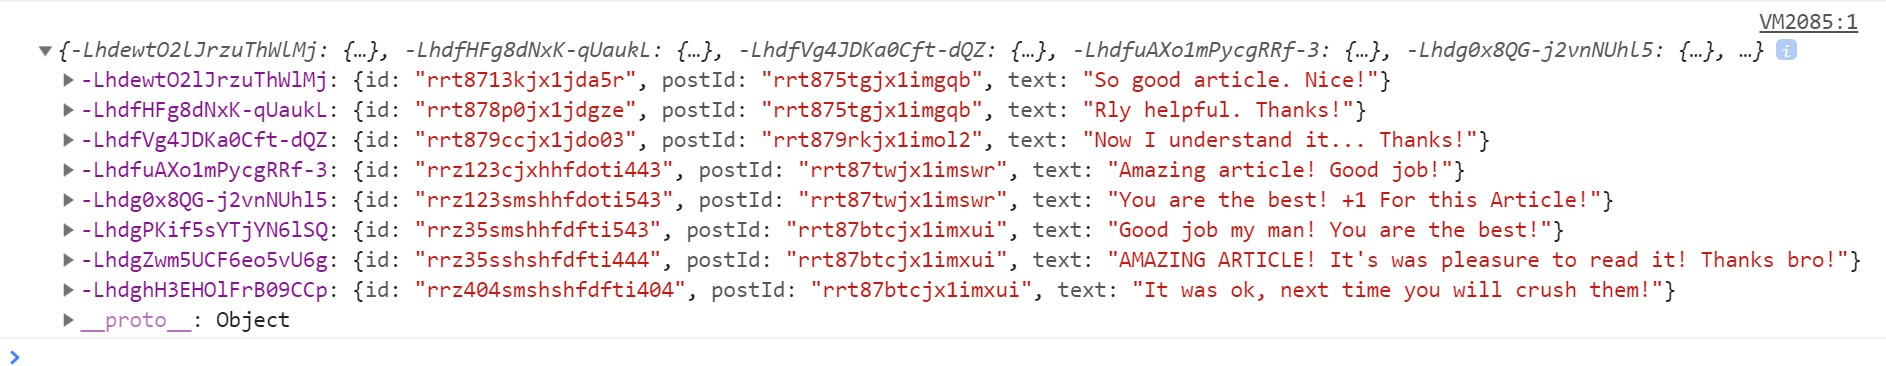 VM2085:1
▼{-LhdewtO2lJrzuThWlMj: {…}, -LhdfHFg8dNxK-qUaukL: {…}, -LhdfVg4JDKa0Cft-dQZ: {…}, -LhdfuAXo1mPycgRRf-3: {…}, -Lhdg0x8QG-j2vnNUhl5: {…}, …} i
▶-LhdewtO2lJrzuThWlMj: {id: "rrt8713kjx1jda5r", postId: "rrt875tgjx1imgqb", text: "So good article. Nice!"}
▶-LhdfHFg8dNxK-qUaukL: {id: "rrt878p0jx1jdgze", postId: "rrt875tgjx1imgqb", text: "Rly helpful. Thanks!"}
▶-LhdfVg4JDKa0Cft-dQZ: {id: "rrt879ccjx1jdo03", postId: "rrt879rkjx1imol2", text: "Now I understand it... Thanks!"}
▶-LhdfuAXo1mPycgRRf-3: {id: "rrz123cjxhhfdoti443", postId: "rrt87twjx1imswr", text: "Amazing article! Good job!"}
▶-Lhdg0x8QG-j2vnNUhl5: {id: "rrz123smshhfdoti543", postId: "rrt87twjx1imswr", text: "You are the best! +1 For this Article!"}
▶-LhdgPKif5sYTjYN6lSQ: {id: "rrz35smshhfdfti543", postId: "rrt87btcjx1imxui", text: "Good job my man! You are the best!"}
▶-LhdgZwm5UCF6eo5vU6g: {id: "rrz35sshshfdfti444", postId: "rrt87btcjx1imxui", text: "AMAZING ARTICLE! It's was pleasure to read it! Thanks bro!"}
▶-LhdghH3EHOlFrB09CCp: {id: "rrz404smshshfdfti404", postId: "rrt87btcjx1imxui", text: "It was ok, next time you will crush them!"}
▶__proto__: Object